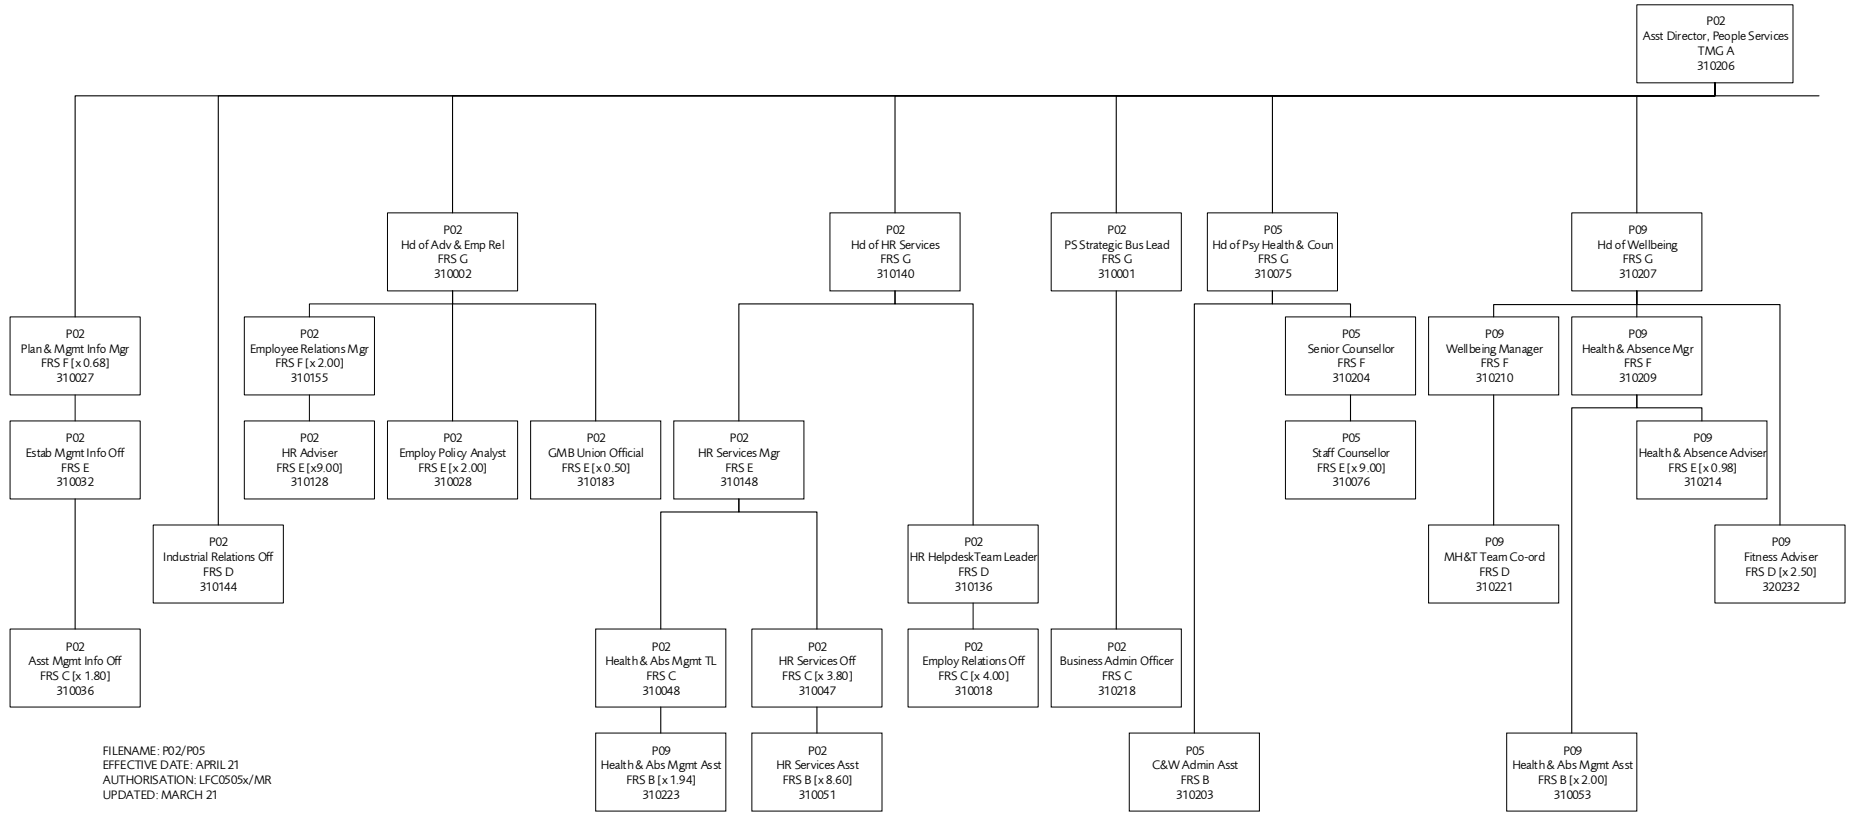 P02
Asst Director, People Services
TMG A
310206
P02
Hd of Adv & Emp Rel
FRS G
310002
P02
Hd of HR Services
FRS G
310140
P02
PS Strategic Bus Lead
FRS G
310001
P05
Hd of Psy Health & Coun
FRS G
310075
P09
Hd of Wellbeing
FRS G
310207
P02
Plan & Mgmt Info Mgr
FRS F [x 0.68]
310027
P02
Employee Relations Mgr
FRS F [x 2.00]
310155
P05
Senior Counsellor
FRS F
310204
P09
Wellbeing Manager
FRS F
310210
P09
Health & Absence Mgr
FRS F
310209
P02
Estab Mgmt Info Off
FRS E
310032
P02
HR Adviser
FRS E [x9.00]
310128
P02
Employ Policy Analyst
FRS E [x 2.00]
310028
P02
GMB Union Official
FRS E [x 0.50]
310183
P02
HR Services Mgr
FRS E
310148
P05
Staff Counsellor
FRS E [x 9.00]
310076
P09
Health & Absence Adviser
FRS E [x 0.98]
310214
P02
Industrial Relations Off
FRS D
310144
P02
HR Helpdesk Team Leader
FRS D
310136
P09
MH&T Team Co-ord
FRS D
310221
P09
Fitness Adviser
FRS D [x 2.50]
320232
P02
Asst Mgmt Info Off
FRS C [x 1.80]
310036
P02
Health & Abs Mgmt TL
FRS C
310048
P02
HR Services Off
FRS C [x 3.80]
310047
P02
Employ Relations Off
FRS C [x 4.00]
310018
P02
Business Admin Officer
FRS C
310218
P09
Health & Abs Mgmt Asst
FRS B [x 1.94]
310223
P02
HR Services Asst
FRS B [x 8.60]
310051
P05
C&W Admin Asst
FRS B
310203
P09
Health & Abs Mgmt Asst
FRS B [x 2.00]
310053
FILENAME: P02/P05
EFFECTIVE DATE: APRIL 21
AUTHORISATION: LFC0505x/MR
UPDATED: MARCH 21